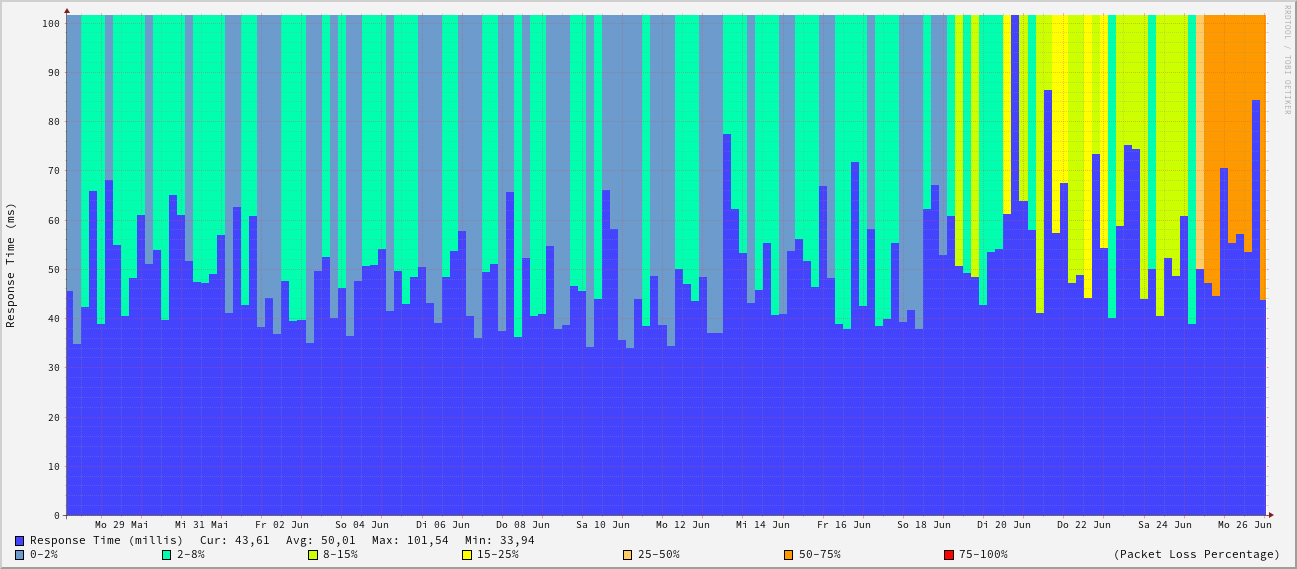 RRDTOOL / TOBI OETIKER
Response Time (ms)
100
90
80
70
60
50
40
30
20
10
0
Mo 29 Mai Mi 31 Mai Fr 02 Jun So 04 Jun Di 06 Jun Do 08 Jun Sa 10 Jun Mo 12 Jun Mi 14 Jun Fr 16 Jun So 18 Jun Di 20 Jun Do 22 Jun Sa 24 Jun Mo 26 Jun
Response Time (millis) Cur: 43,61 Avg: 50,01 Max: 101,54 Min: 33,94
0-2% 2-8% 8-15% 15-25% 25-50% 50-75% 75-100% (Packet Loss Percentage)